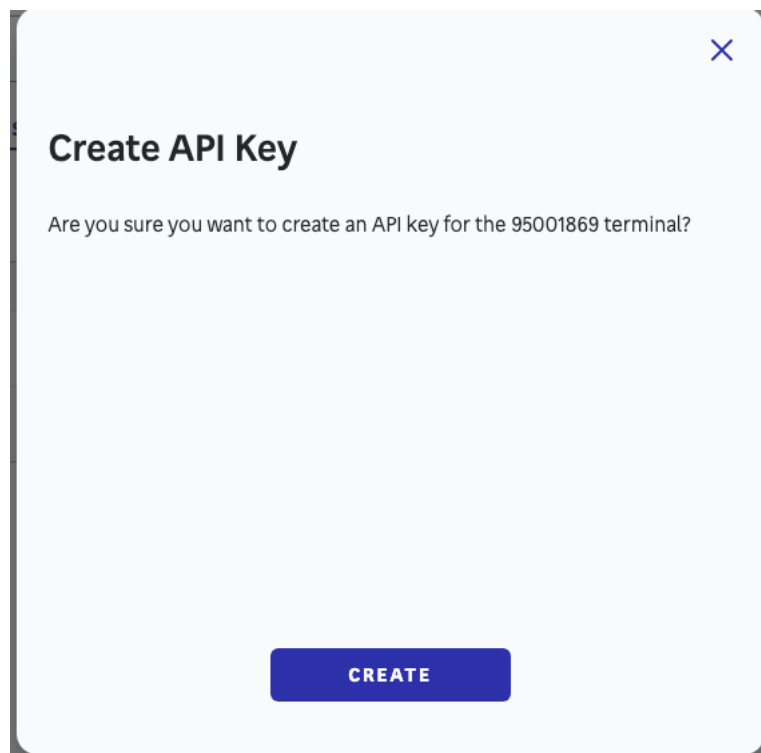 Create API Key
Are you sure you want to create an API key for the 95001869 terminal?
CREATE